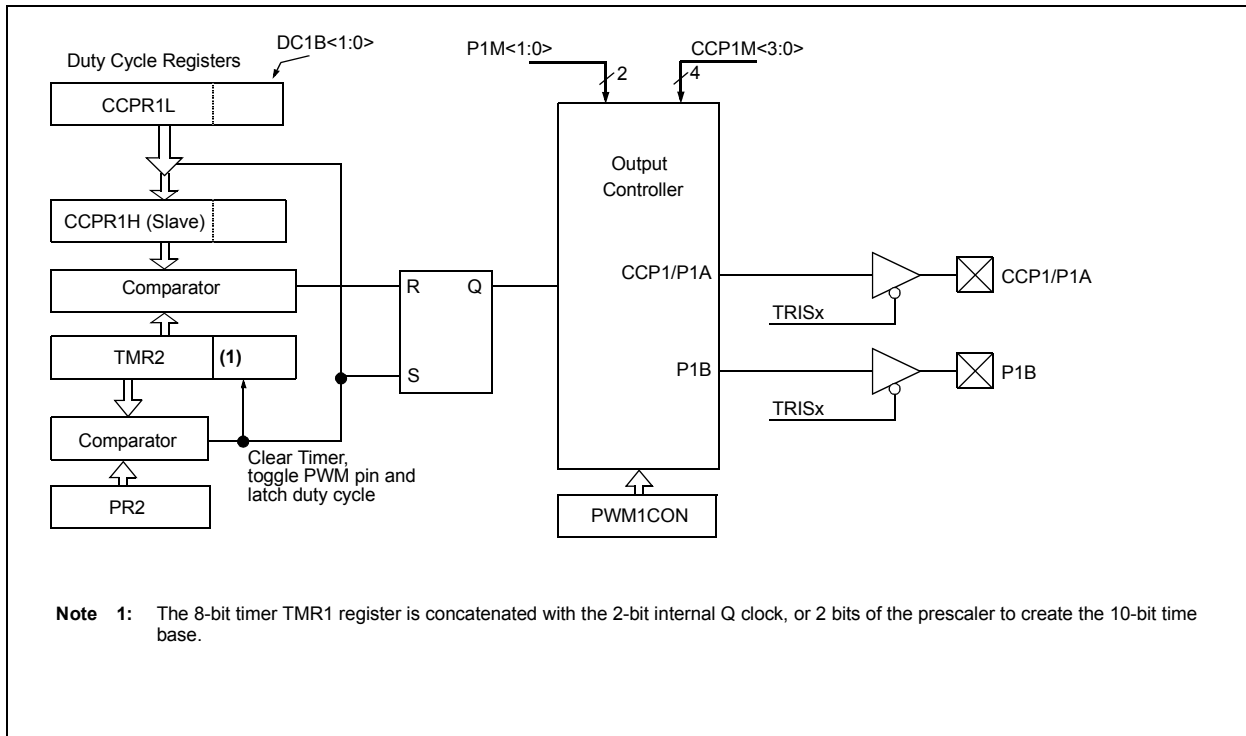 DC1B<1:0>
Duty Cycle Registers
CCPR1L
CCPR1H (Slave)
Comparator
TMR2
(1)
Comparator
PR2
Clear Timer,
toggle PWM pin and
latch duty cycle
R
Q
S
P1M<1:0>
2
CCP1M<3:0>
4
Output
Controller
CCP1/P1A
P1B
PWM1CON
TRISx
CCP1/P1A
TRISx
P1B
Note 1: The 8-bit timer TMR1 register is concatenated with the 2-bit internal Q clock, or 2 bits of the prescaler to create the 10-bit time
base.